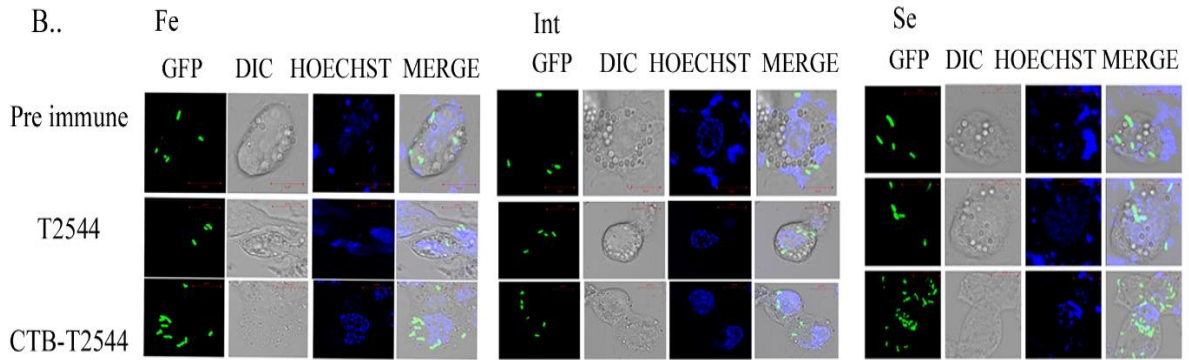 B.. Fe Int Se
GFP DIC HOECHST MERGE GFP DIC HOECHST MERGE GFP DIC HOECHST MERGE
Pre immune
T2544
CTB-T2544